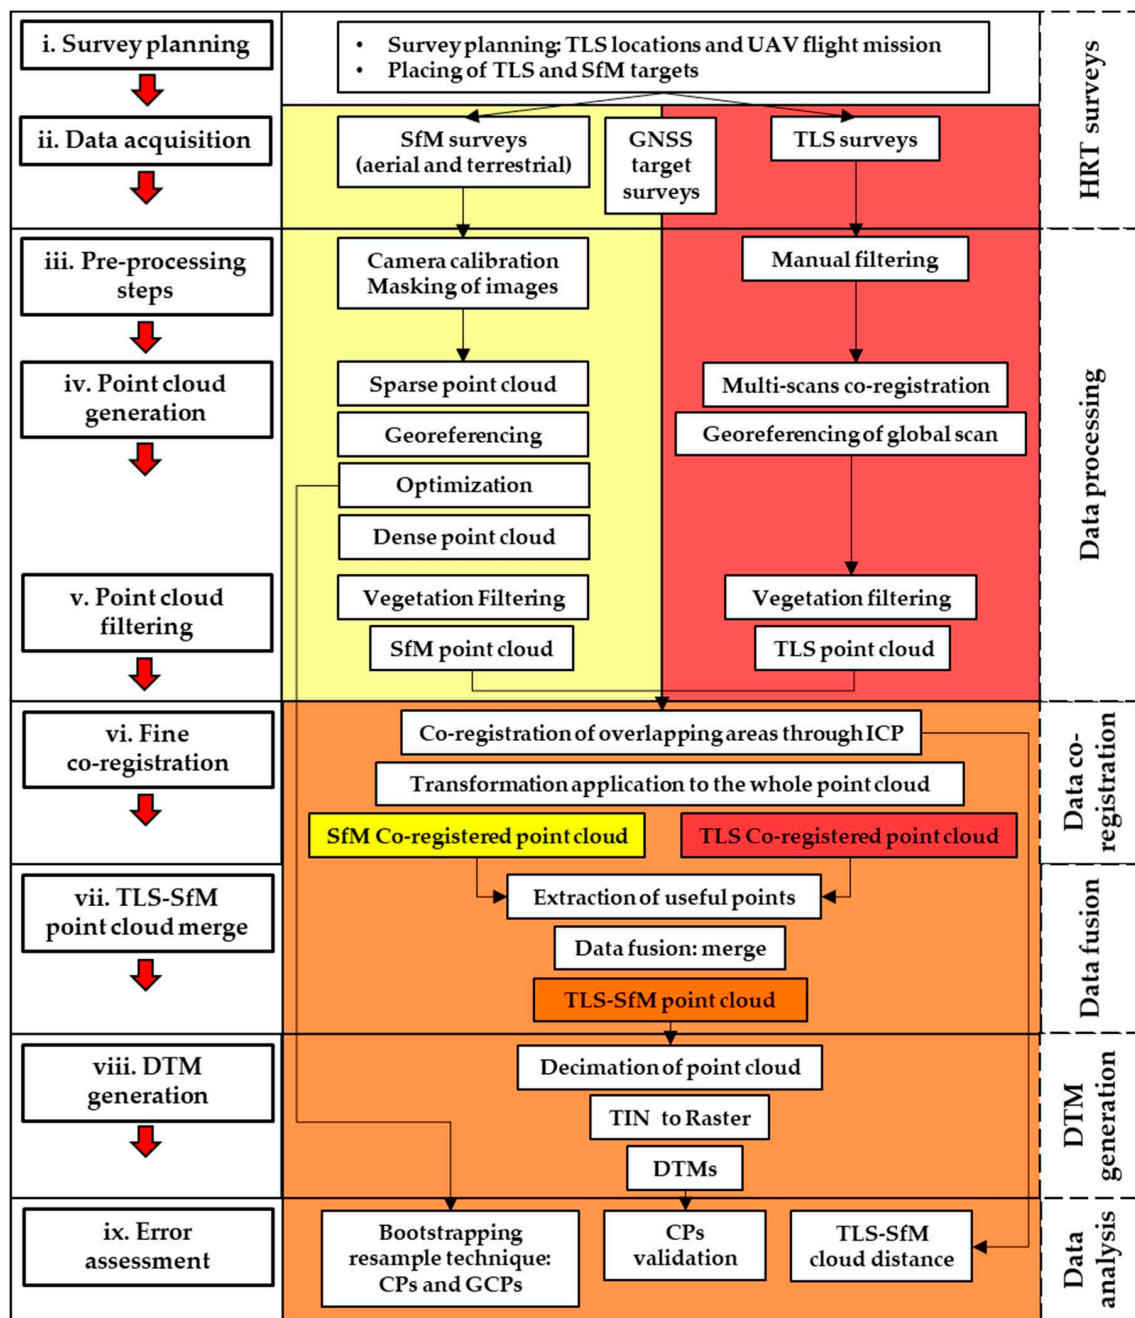 i. Survey planning
• Survey planning: TLS locations and UAV flight mission
• Placing of TLS and SfM targets
HRT surveys
ii. Data acquisition
SfM surveys
(aerial and terrestrial)
GNSS
target
surveys
TLS surveys
iii. Pre-processing
steps
Camera calibration
Masking of images
Manual filtering
Data processing
iv. Point cloud
generation
Sparse point cloud
Georeferencing
Optimization
Dense point cloud
Multi-scans co-registration
Georeferencing of global scan
v. Point cloud
filtering
Vegetation Filtering
SfM point cloud
Vegetation filtering
TLS point cloud
vi. Fine
co-registration
Co-registration of overlapping areas through ICP
Transformation application to the whole point cloud
SfM Co-registered point cloud
TLS Co-registered point cloud
Data co-
registration
vii. TLS-SfM
point cloud merge
Extraction of useful points
Data fusion: merge
TLS-SfM point cloud
Data fusion
viii. DTM
generation
Decimation of point cloud
TIN to Raster
DTMs
DTM
generation
ix. Error
assessment
Bootstrapping
resample technique:
CPs and GCPs
CPs
validation
TLS-SfM
cloud distance
Data
analysis